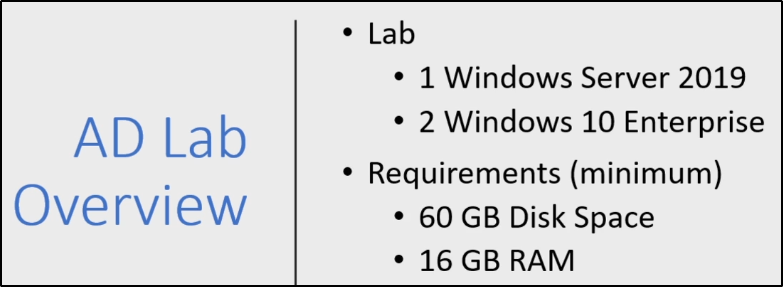 AD Lab
Overview
• Lab
• 1 Windows Server 2019
• 2 Windows 10 Enterprise
• Requirements (minimum)
• 60 GB Disk Space
• 16 GB RAM